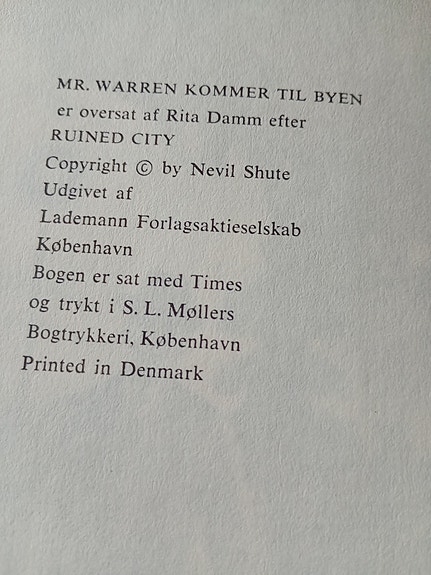 MR. WARREN KOMMER TIL BYEN
er oversat af Rita Damm efter
RUINED CITY
Copyright © by Nevil Shute
Udgivet af
Lademann Forlagsaktieselskab
København
Bogen er sat med Times
og trykt i S. L. Møllers
Bogtrykkeri, København
Printed in Denmark